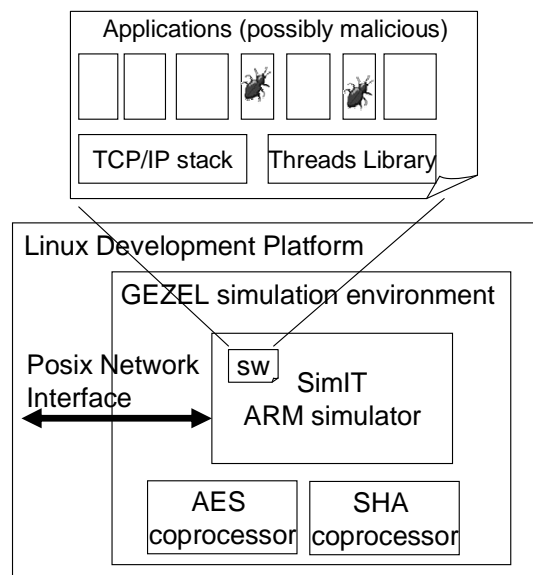 Applications (possibly malicious)
TCP/IP stack
Threads Library
Linux Development Platform
GEZEL simulation environment
Posix Network
Interface
sw
SimIT
ARM simulator
AES
coprocessor
SHA
coprocessor